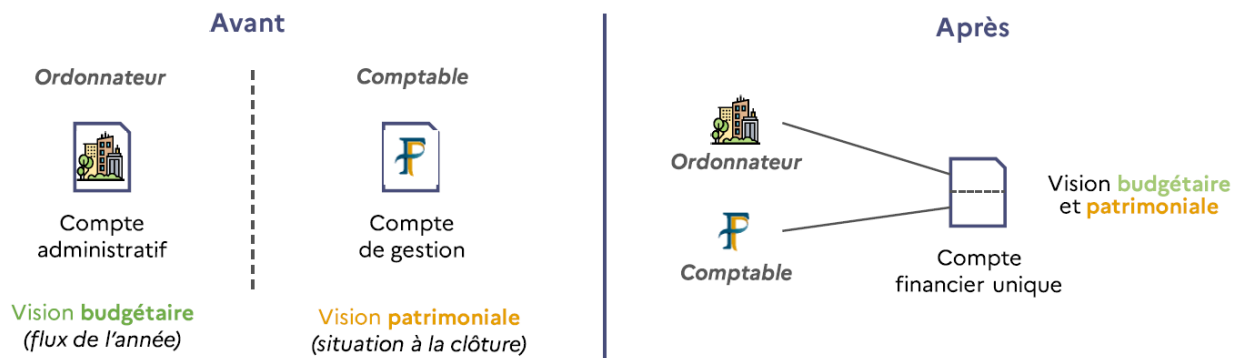 Avant
Ordonnateur
Compte
administratif
Vision budgétaire
(flux de l'année)
Comptable
Compte
de gestion
Vision patrimoniale
(situation à la clôture)
Après
Ordonnateur
Comptable
Compte
financier unique
Vision budgétaire
et patrimoniale